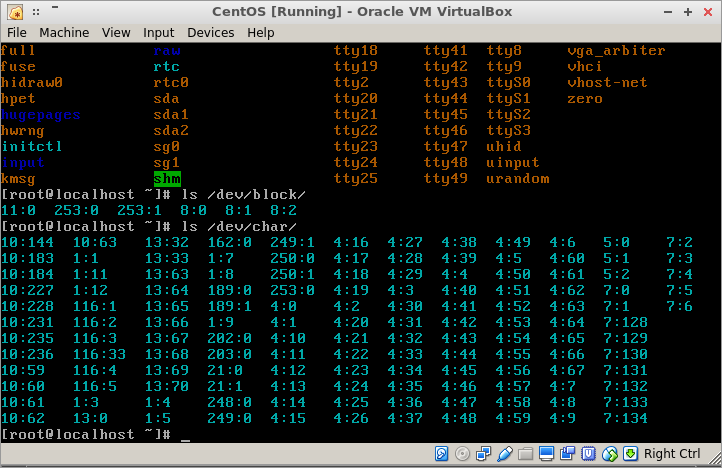 CentOS [Running] - Oracle VM VirtualBox
File Machine View Input Devices Help
full raw tty18 tty41 tty8 vga_arbiter
fuse rtc tty19 tty42 tty9 vhci
hidraw0 rtc0 tty2 tty43 ttyS0 vhost-net
hpet sda tty20 tty44 ttyS1 zero
hugepages sda1 tty21 tty45 ttyS2
hwrng sda2 tty22 tty46 ttyS3
initctl sg0 tty23 tty47 uhid
input sg1 tty24 tty48 uinput
kmsg shm tty25 tty49 urandom
[root@localhost ~]# ls /dev/block/
11:0 253:0 253:1 8:0 8:1 8:2
[root@localhost ~]# ls /dev/char/
10:144 10:63 13:32 162:0 249:1 4:16 4:27 4:38 4:49 4:6 5:0 7:2
10:183 1:1 13:33 1:7 250:0 4:17 4:28 4:39 4:5 4:60 5:1 7:3
10:184 1:11 13:63 1:8 250:1 4:18 4:29 4:4 4:50 4:61 5:2 7:4
10:227 1:12 13:64 189:0 253:0 4:19 4:3 4:40 4:51 4:62 7:0 7:5
10:228 116:1 13:65 189:1 4:0 4:2 4:30 4:41 4:52 4:63 7:1 7:6
10:231 116:2 13:66 1:9 4:1 4:20 4:31 4:42 4:53 4:64 7:128
10:235 116:3 13:67 202:0 4:10 4:21 4:32 4:43 4:54 4:65 7:129
10:236 116:33 13:68 203:0 4:11 4:22 4:33 4:44 4:55 4:66 7:130
10:59 116:4 13:69 21:0 4:12 4:23 4:34 4:45 4:56 4:67 7:131
10:60 116:5 13:70 21:1 4:13 4:24 4:35 4:46 4:57 4:7 7:132
10:61 1:3 1:4 248:0 4:14 4:25 4:36 4:47 4:58 4:8 7:133
10:62 13:0 1:5 249:0 4:15 4:26 4:37 4:48 4:59 4:9 7:134
[root@localhost ~]# _
Right Ctrl